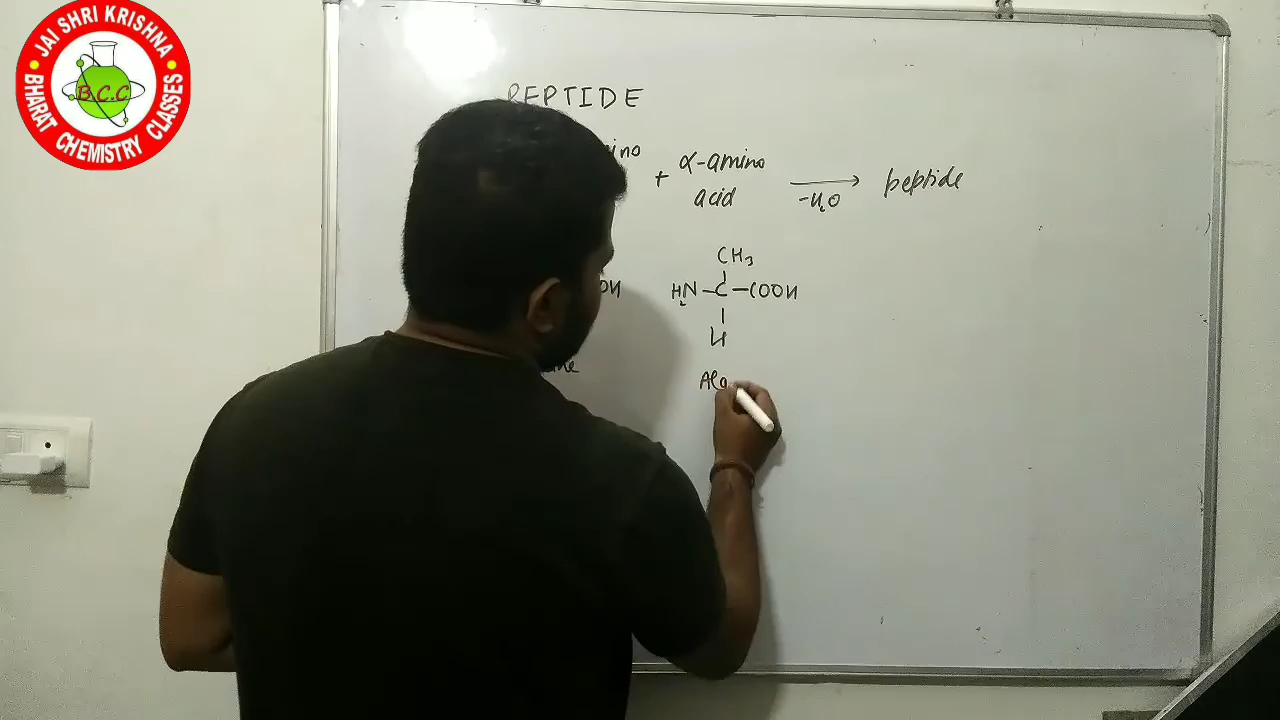 JAI SHRI KRISHNA
B.C.C
BHARAT CHEMISTRY CLASSES
PEPTIDE
α-amino
acid
+
-H₂O
peptide
CH₃
H₂N-C-COOH
H
Ala